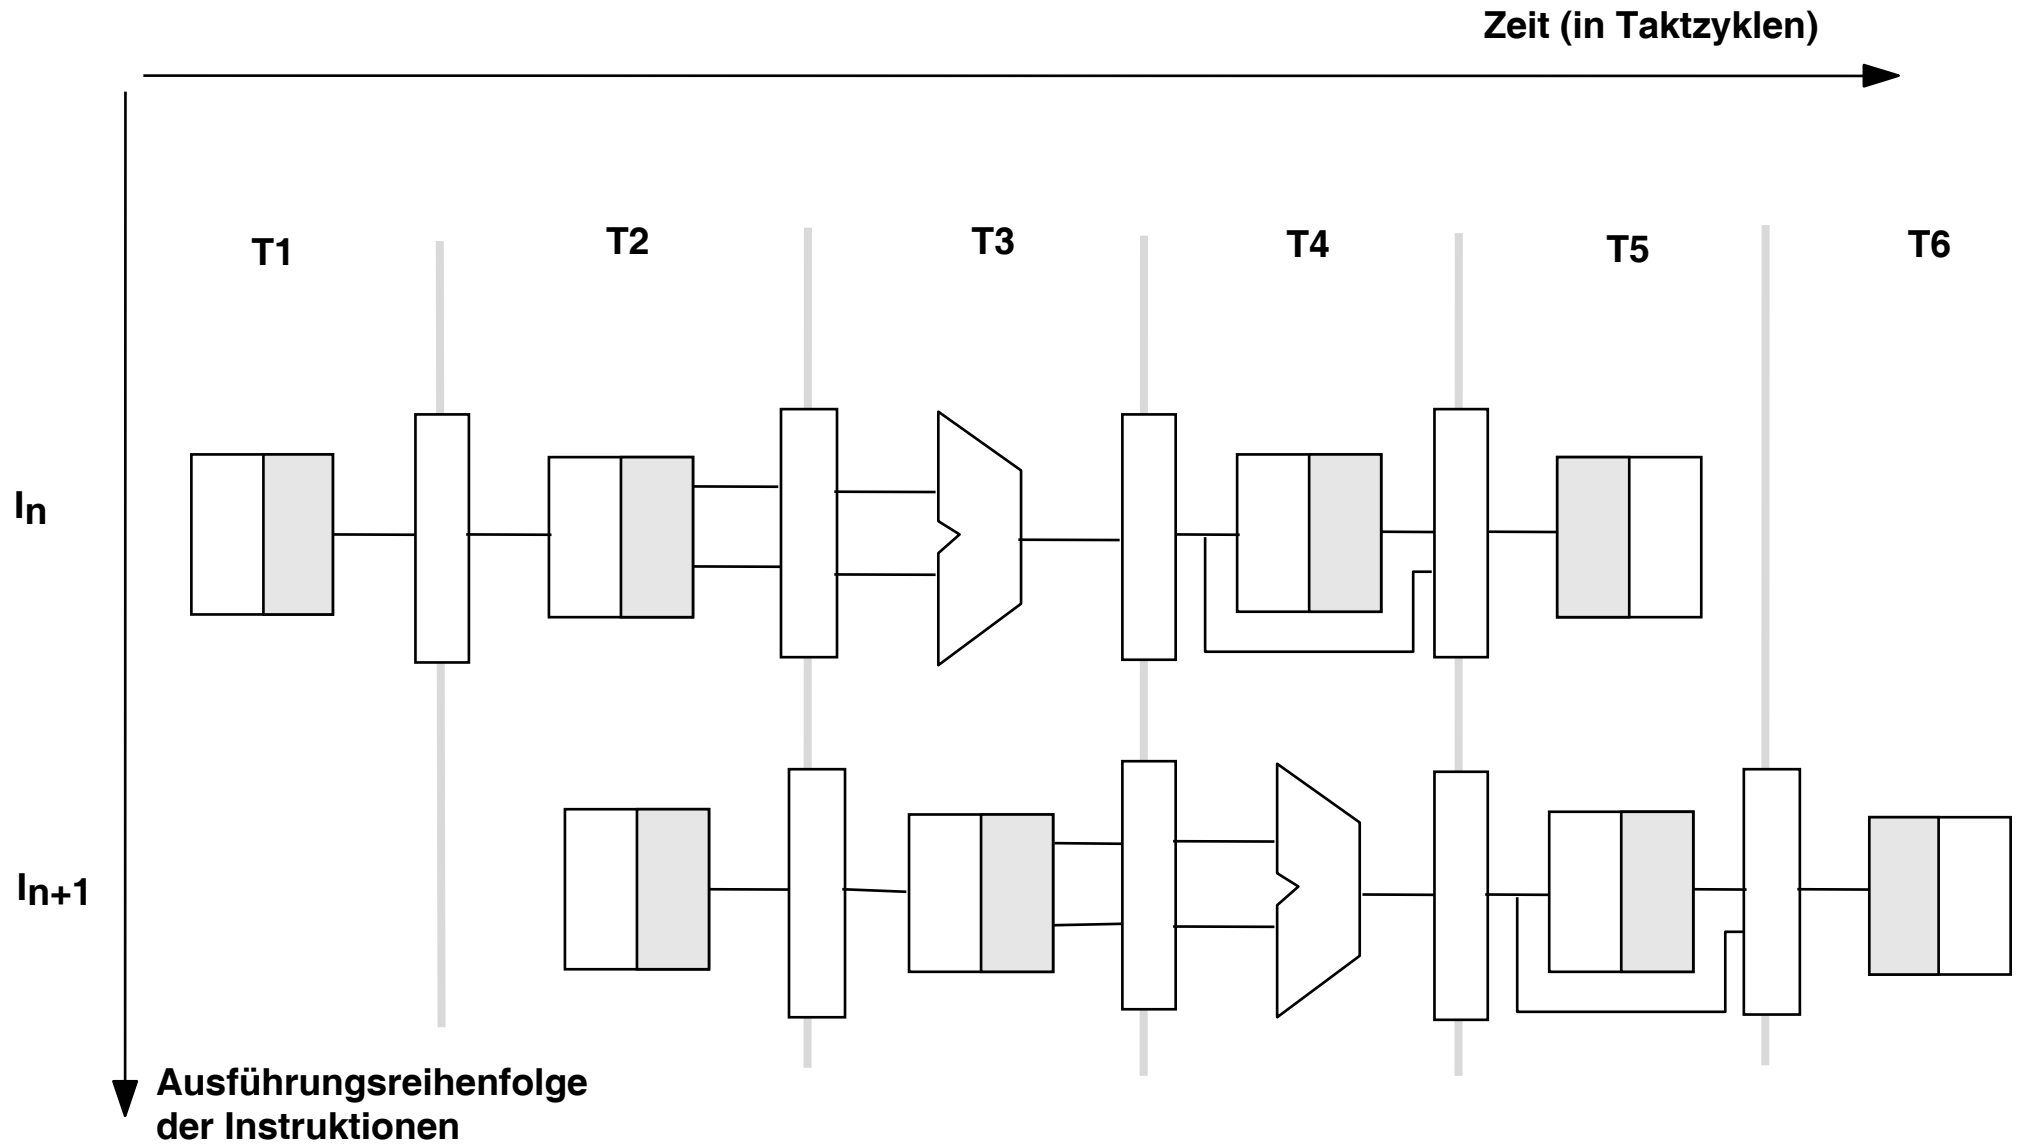 Zeit (in Taktzyklen)
T1
T2
T3
T4
T5
T6
In
In+1
Ausführungsreihenfolge
der Instruktionen